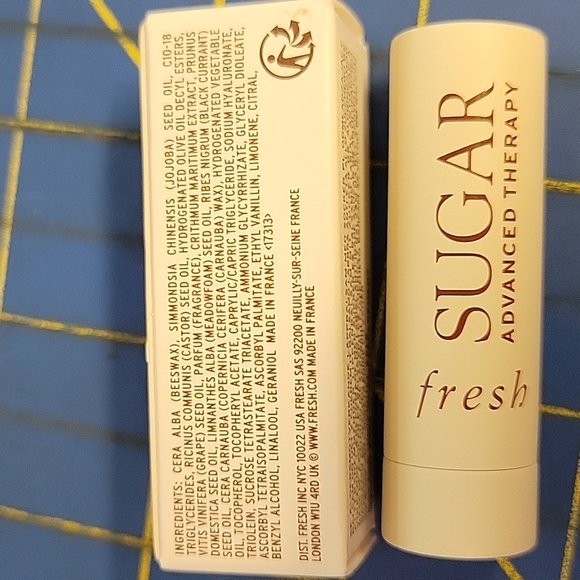 INGREDIENTS: CERA ALBA (BEESWAX), SIMMONDSIA CHINENSIS (JOJOBA) SEED OIL, C10-18
TRIGLYCERIDES, RICINUS COMMUNIS (CASTOR) SEED OIL, HYDROGENATED OLIVE OIL DECYL ESTERS,
VITIS VINIFERA (GRAPE) SEED OIL, PARFUM (FRAGRANCE), CRITHMUM MARITIMUM EXTRACT, PRUNUS
DOMESTICA SEED OIL, LIMNANTHES ALBA (MEADOWFOAM) SEED OIL, RIBES NIGRUM (BLACK CURRANT)
SEED OIL, CERA CARNAUBA (COPERNICIA CERIFERA (CARNAUBA) WAX), HYDROGENATED VEGETABLE
OIL, TOCOPHEROL, TOCOPHERYL ACETATE, CAPRYLIC/CAPRIC TRIGLYCERIDE, SODIUM HYALURONATE,
TRIOLEIN, SUCROSE TETRASTEARATE TRIACETATE, AMMONIUM GLYCYRRHIZATE, GLYCERYL DIOLEATE,
ASCORBYL TETRAISOPALMITATE, ASCORBYL PALMITATE, ETHYL VANILLIN, LIMONENE, CITRAL,
BENZYL ALCOHOL, LINALOOL, GERANIOL MADE IN FRANCE <17313>
DIST. FRESH INC NYC 10022 USA FRESH SAS 92200 NEUILLY-SUR-SEINE FRANCE
LONDON W1U 4RD UK © WWW.FRESH.COM MADE IN FRANCE
SUGAR
ADVANCED THERAPY
fresh